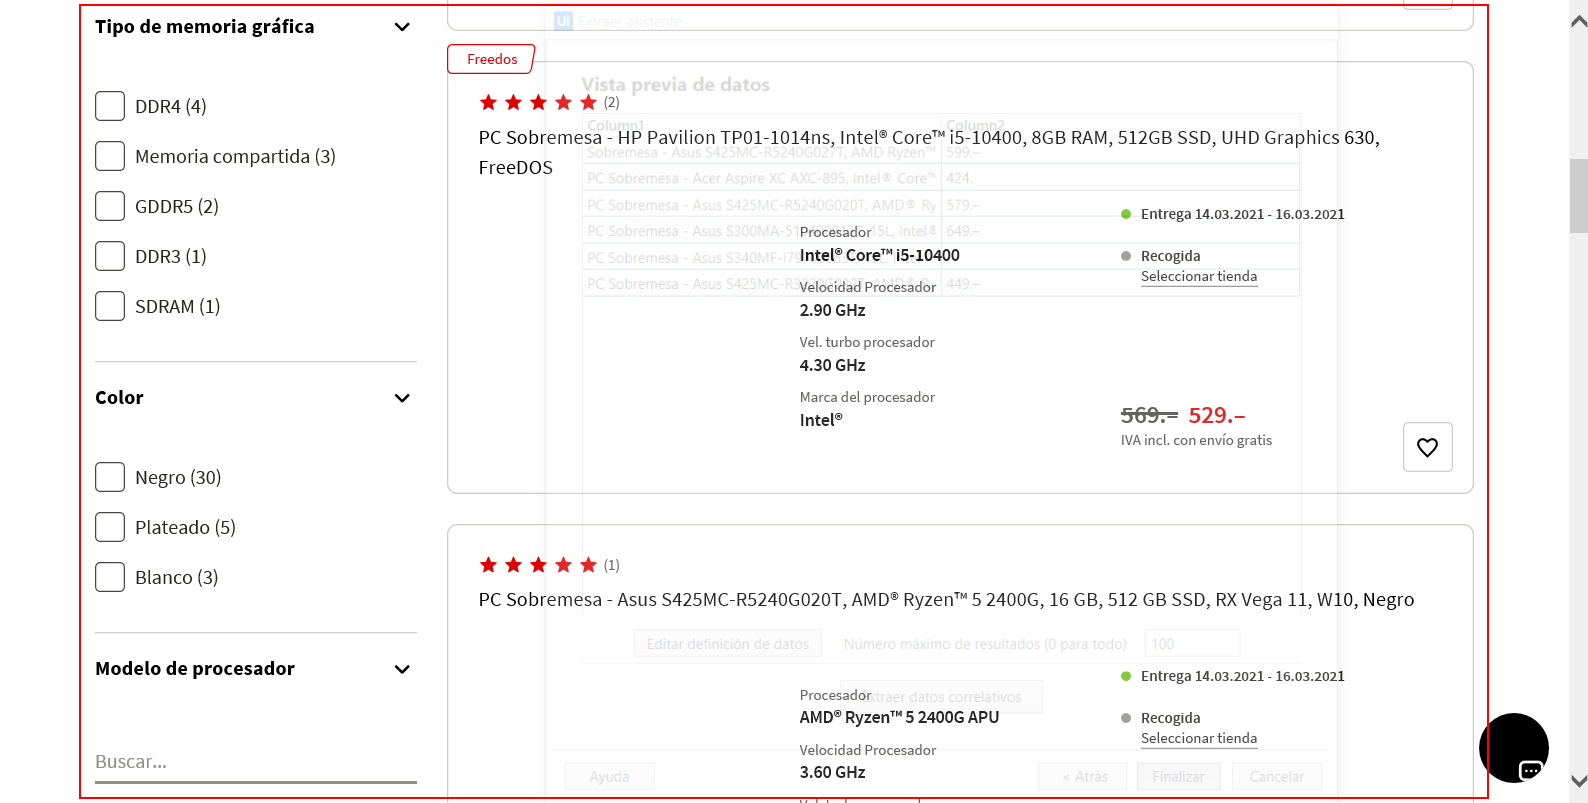 Tipo de memoria gráfica
DDR4 (4)
Memoria compartida (3)
GDDR5 (2)
DDR3 (1)
SDRAM (1)
Color
Negro (30)
Plateado (5)
Blanco (3)
Modelo de procesador
Buscar...
Ui Extraer asistente
Freedos
Vista previa de datos
(2)
Column1 Column2
PC Sobremesa - HP Pavilion TP01-1014ns, Intel® Core™ i5-10400, 8GB RAM, 512GB SSD, UHD Graphics 630,
FreeDOS
Sobremesa - Asus S425MC-R5240G027T, AMD Ryzen™ 599.–
PC Sobremesa - Acer Aspire XC AXC-895, Intel® Core™ 424.
PC Sobremesa - Asus S425MC-R5240G020T, AMD® Ry 579.–
PC Sobremesa - Asus S300MA- 15L, Intel® 649.–
PC Sobremesa - Asus S340MF-I79
PC Sobremesa - Asus S425MC-R3 449.–
Entrega 14.03.2021 - 16.03.2021
Procesador
Intel® Core™ i5-10400
Recogida
Seleccionar tienda
Velocidad Procesador
2.90 GHz
Vel. turbo procesador
4.30 GHz
Marca del procesador
Intel®
569.– 529.–
IVA incl. con envío gratis
(1)
PC Sobremesa - Asus S425MC-R5240G020T, AMD® Ryzen™ 5 2400G, 16 GB, 512 GB SSD, RX Vega 11, W10, Negro
Editar definición de datos Número máximo de resultados (0 para todo) 100
Entrega 14.03.2021 - 16.03.2021
Extraer datos correlativos
Procesador
AMD® Ryzen™ 5 2400G APU
Recogida
Seleccionar tienda
Velocidad Procesador
3.60 GHz
Ayuda < Atrás Finalizar Cancelar